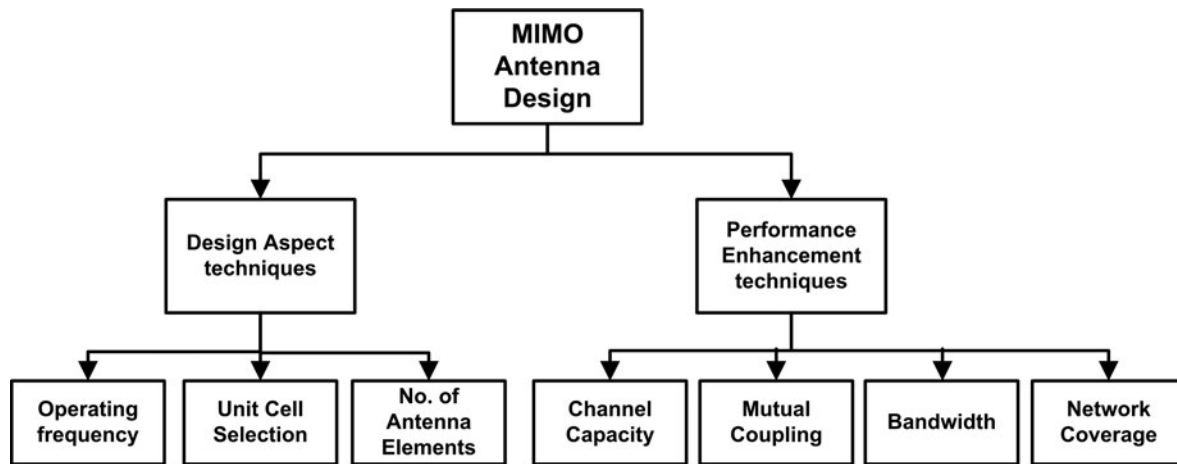 MIMO
Antenna
Design
Design Aspect
techniques
Performance
Enhancement
techniques
Operating
frequency
Unit Cell
Selection
No. of
Antenna
Elements
Channel
Capacity
Mutual
Coupling
Bandwidth
Network
Coverage